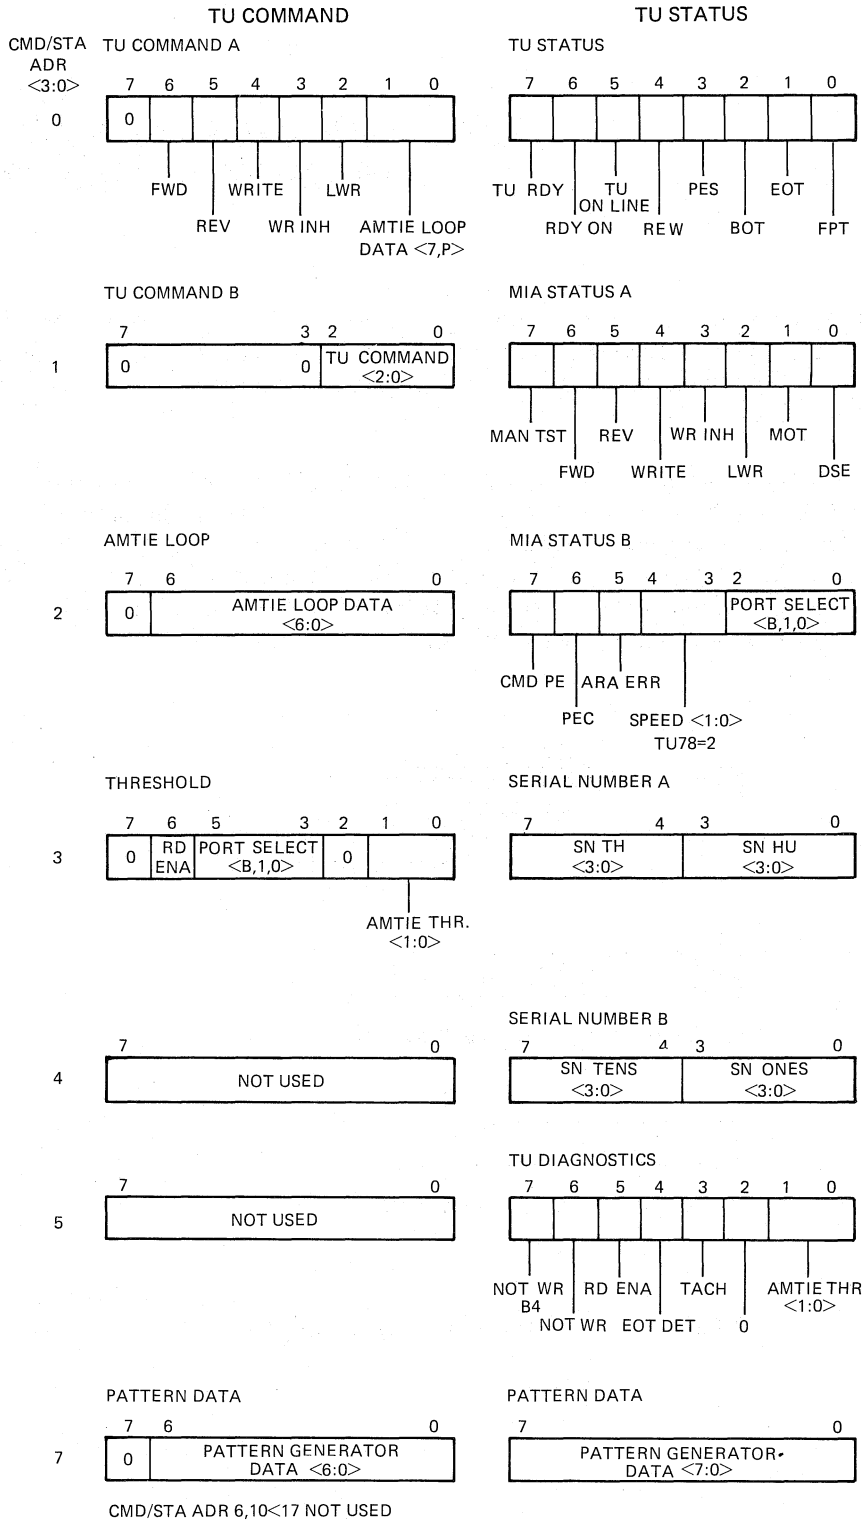 TU COMMAND
TU STATUS
CMD/STA
ADR
<3:0>
TU COMMAND A
7 6 5 4 3 2 1 0
0
0
FWD WRITE LWR
REV WR INH AMTIE LOOP
DATA <7,P>
TU STATUS
7 6 5 4 3 2 1 0
TU RDY TU PES EOT
ON LINE
RDY ON REW BOT FPT
TU COMMAND B
7 3 2 0
1
0 0 TU COMMAND
<2:0>
MIA STATUS A
7 6 5 4 3 2 1 0
MAN TST REV WR INH MOT
FWD WRITE LWR DSE
AMTIE LOOP
7 6 0
2
0 AMTIE LOOP DATA
<6:0>
MIA STATUS B
7 6 5 4 3 2 0
PORT SELECT
<B,1,0>
CMD PE ARA ERR
PEC SPEED <1:0>
TU78=2
THRESHOLD
7 6 5 3 2 1 0
3
0 RD PORT SELECT 0
ENA <B,1,0>
AMTIE THR.
<1:0>
SERIAL NUMBER A
7 4 3 0
SN TH SN HU
<3:0> <3:0>
7 0
4
NOT USED
SERIAL NUMBER B
7 4 3 0
SN TENS SN ONES
<3:0> <3:0>
7 0
5
NOT USED
TU DIAGNOSTICS
7 6 5 4 3 2 1 0
NOT WR RD ENA TACH AMTIE THR
B4 <1:0>
NOT WR EOT DET 0
PATTERN DATA
7 6 0
7
0 PATTERN GENERATOR
DATA <6:0>
PATTERN DATA
7 0
PATTERN GENERATOR
DATA <7:0>
CMD/STA ADR 6,10<17 NOT USED